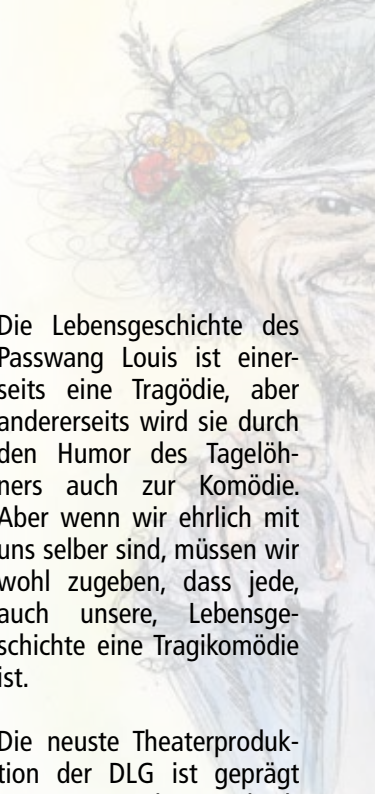 Die Lebensgeschichte des
Passwang Louis ist einer-
seits eine Tragödie, aber
andererseits wird sie durch
den Humor des Tagelöh-
ners auch zur Komödie.
Aber wenn wir ehrlich mit
uns selber sind, müssen wir
wohl zugeben, dass jede,
auch unsere, Lebensge-
schichte eine Tragikomödie
ist.
Die neuste Theaterproduk-
tion der DLG ist geprägt